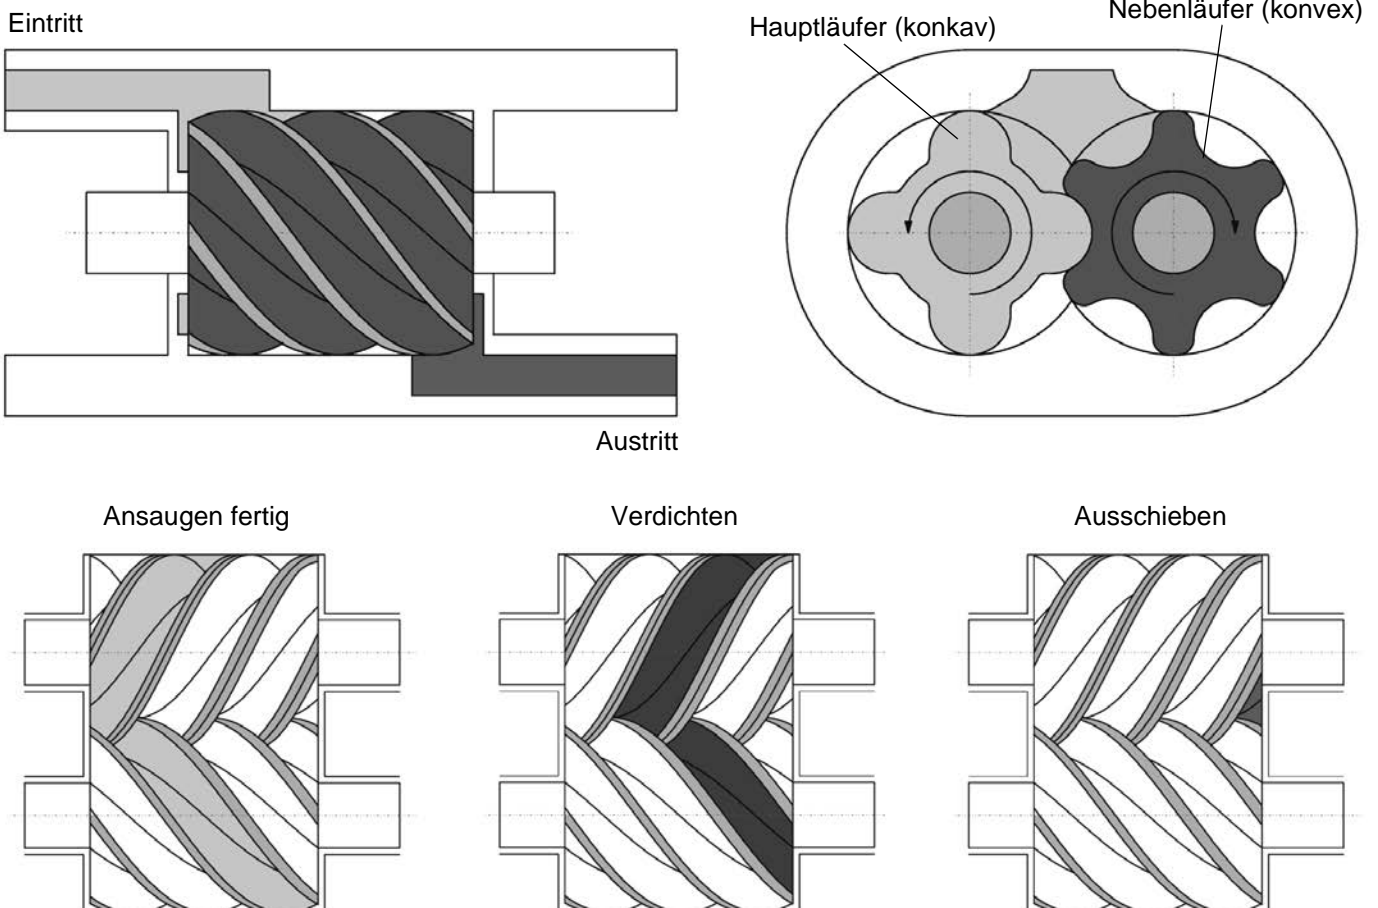 Eintritt
Hauptläufer (konkav)
Nebenläufer (konvex)
Austritt
Ansaugen fertig
Verdichten
Ausschieben